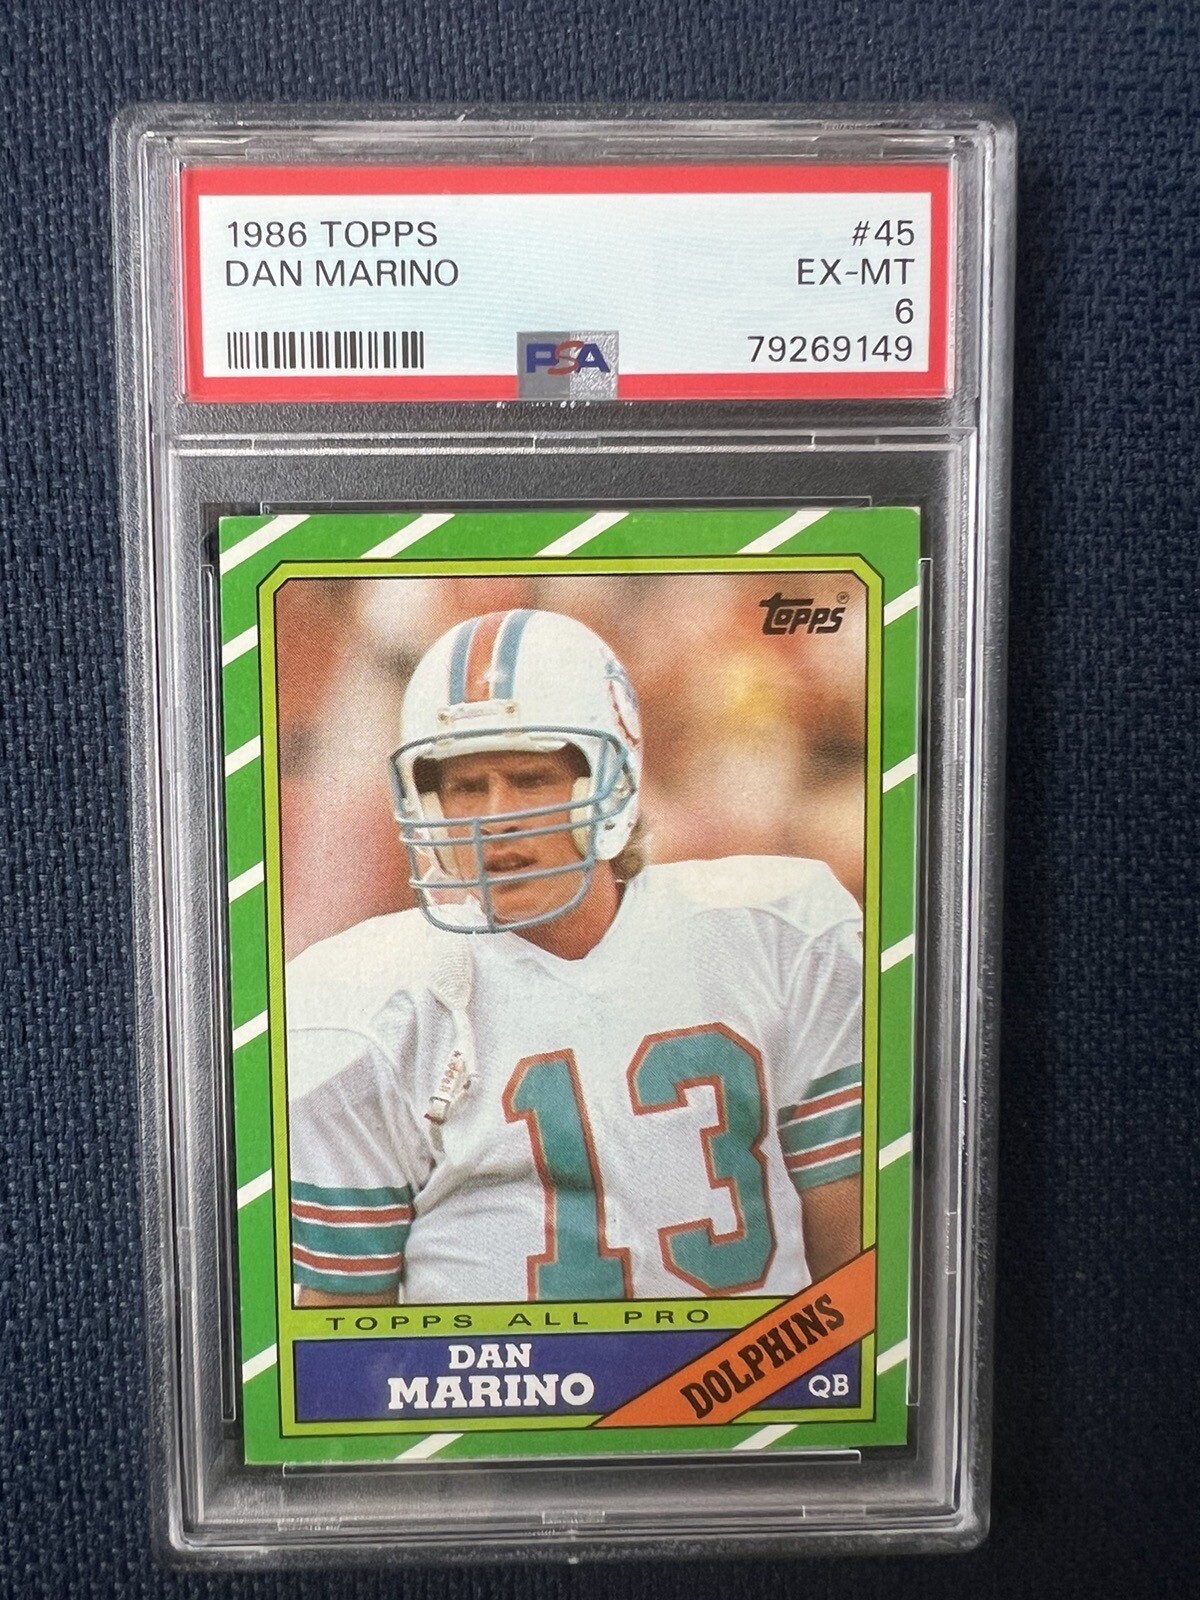 1986 TOPPS #45
DAN MARINO EX-MT
6
PSA 79269149
topps®
Riddell
13
TOPPS ALL PRO
DAN
MARINO
DOLPHINS
QB